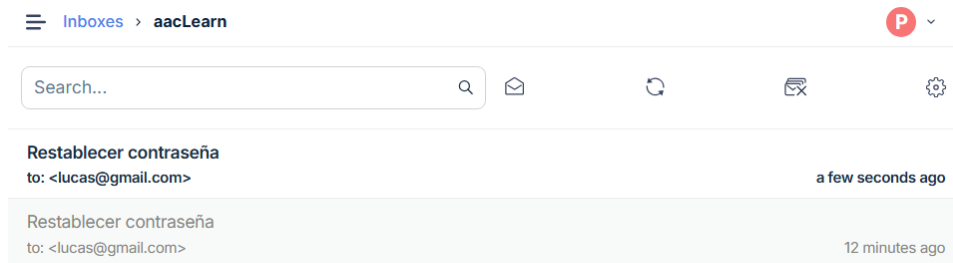 Inboxes › aacLearn
P
Search...
Restablecer contraseña
to: <lucas@gmail.com>
a few seconds ago
Restablecer contraseña
to: <lucas@gmail.com>
12 minutes ago